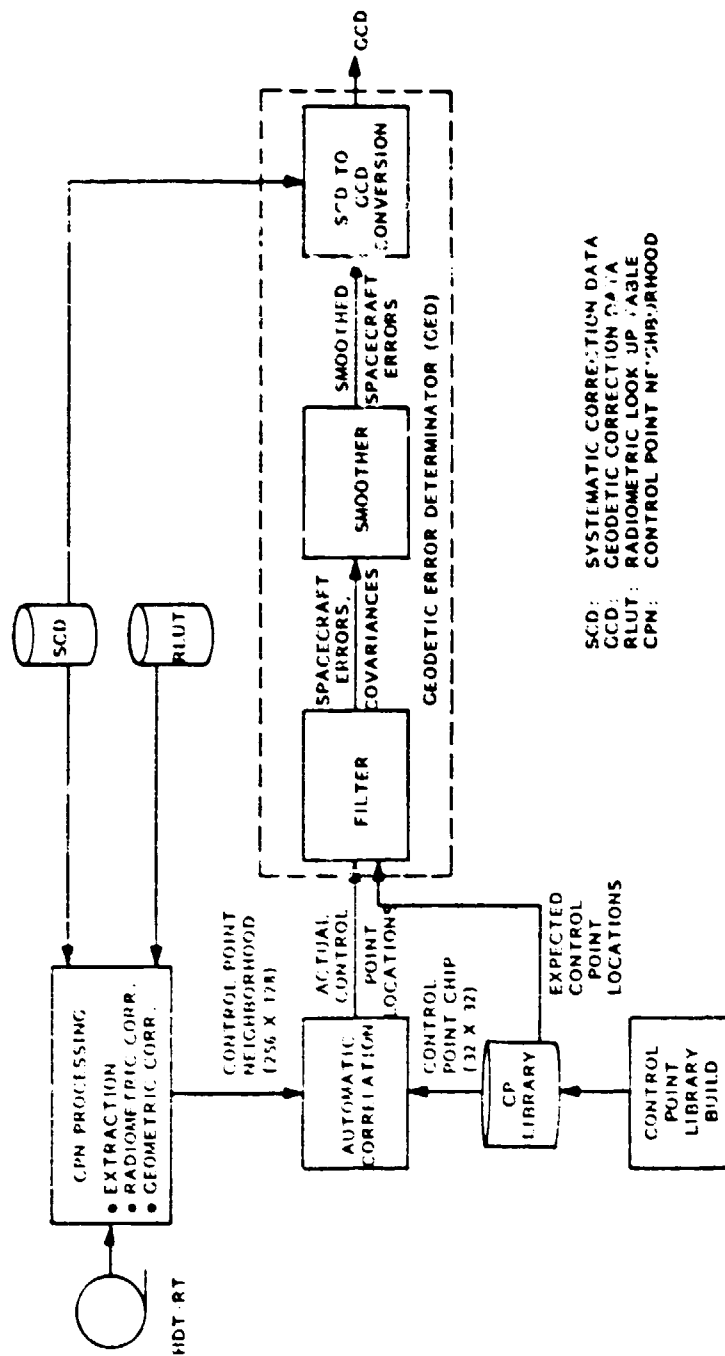 HDT-RT
CPN PROCESSING
• EXTRACTION
• RADIOMETRIC CORR.
• GEOMETRIC CORR.
SCD
RLUT
CONTROL POINT
NEIGHBORHOOD
(256 X 128)
AUTOMATIC
CORRELATION
ACTUAL
CONTROL
POINT
LOCATIONS
CONTROL
POINT CHIP
(32 X 32)
CP
LIBRARY
CONTROL
POINT
LIBRARY
BUILD
EXPECTED
CONTROL
POINT
LOCATIONS
FILTER
SPACECRAFT
ERRORS,
COVARIANCES
SMOOTHER
SMOOTHED
SPACECRAFT
ERRORS
SCD TO
GCD
CONVERSION
GCD
GEODETIC ERROR DETERMINATOR (GED)
SCD: SYSTEMATIC CORRECTION DATA
GCD: GEODETIC CORRECTION DATA
RLUT: RADIOMETRIC LOOK UP TABLE
CPN: CONTROL POINT NEIGHBORHOOD